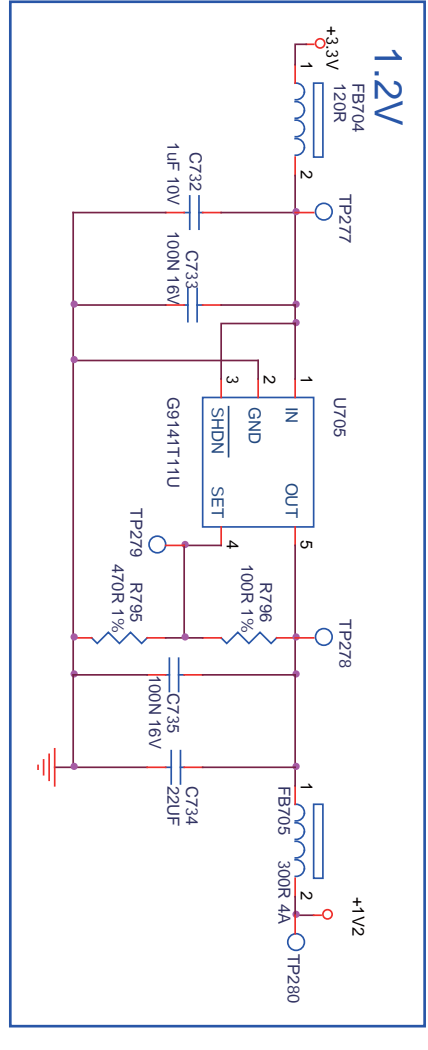 1.2V
+3.3V
1
FB704
120R
2
TP277
C732
1uF 10V
C733
100N 16V
U705
1
IN
2
GND
3
SHDN
OUT
5
SET
4
G9141T11U
TP279
TP278
R796
100R 1%
R795
470R 1%
C735
100N 16V
C734
22UF
1
FB705
300R 4A
2
+1V2
TP280